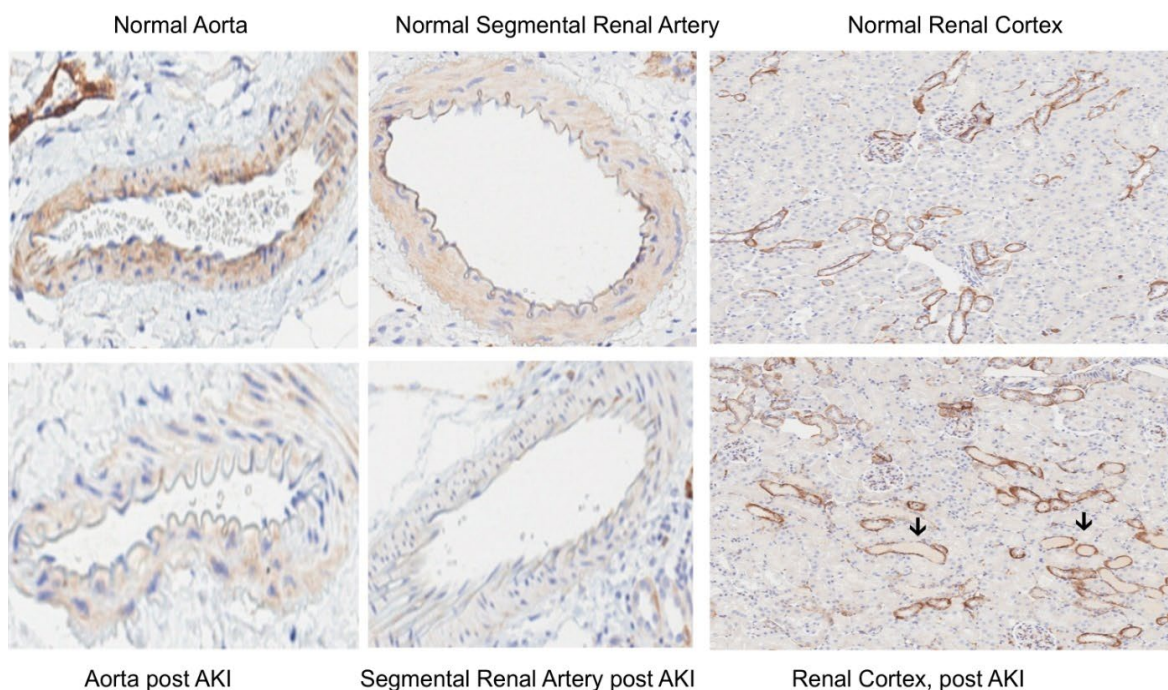 Normal Aorta
Normal Segmental Renal Artery
Normal Renal Cortex
Aorta post AKI
Segmental Renal Artery post AKI
Renal Cortex, post AKI